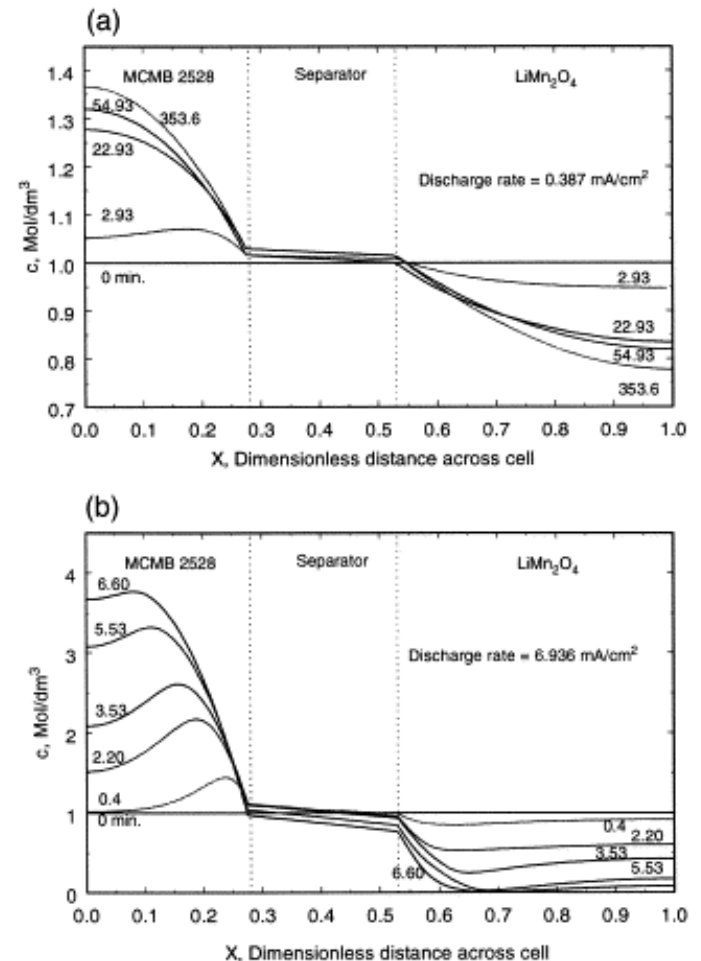 (a)
MCMB 2528 Separator LiMn₂O₄
1.4
54.93
353.6
1.3
22.93
1.2
Discharge rate = 0.387 mA/cm²
c, Mol/dm³
1.1
2.93
1.0
0 min.
2.93
0.9
22.93
0.8
54.93
353.6
0.7
0.0 0.1 0.2 0.3 0.4 0.5 0.6 0.7 0.8 0.9 1.0
X, Dimensionless distance across cell
(b)
MCMB 2528 Separator LiMn₂O₄
4
6.60
5.53
3
Discharge rate = 6.936 mA/cm²
c, Mol/dm³
3.53
2
2.20
0.4
1
0 min.
0.4
2.20
3.53
5.53
6.60
0
0.0 0.1 0.2 0.3 0.4 0.5 0.6 0.7 0.8 0.9 1.0
X, Dimensionless distance across cell